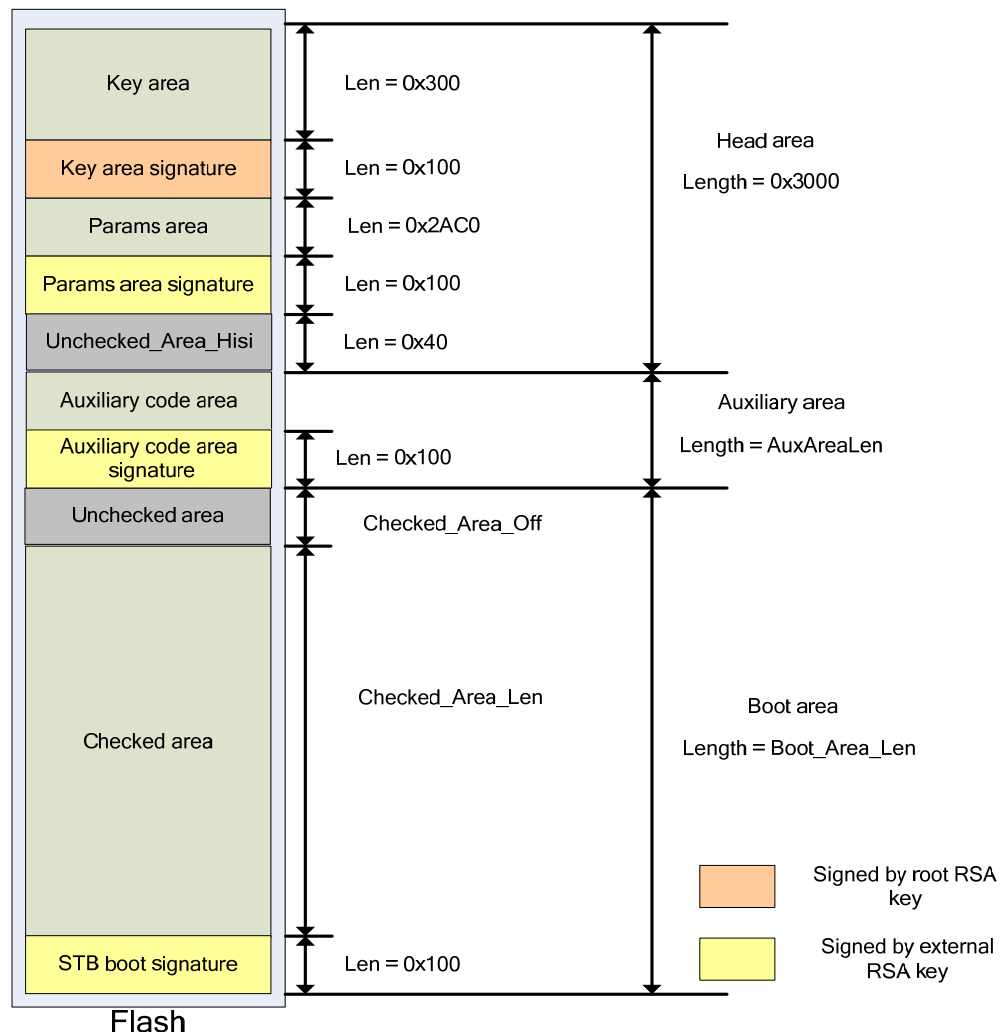 Key area
Len = 0x300
Head area
Length = 0x3000
Key area signature
Len = 0x100
Params area
Len = 0x2AC0
Params area signature
Len = 0x100
Unchecked_Area_Hisi
Len = 0x40
Auxiliary code area
Auxiliary area
Length = AuxAreaLen
Auxiliary code area
signature
Len = 0x100
Unchecked area
Checked_Area_Off
Checked area
Checked_Area_Len
Boot area
Length = Boot_Area_Len
Signed by root RSA
key
Signed by external
RSA key
STB boot signature
Len = 0x100
Flash